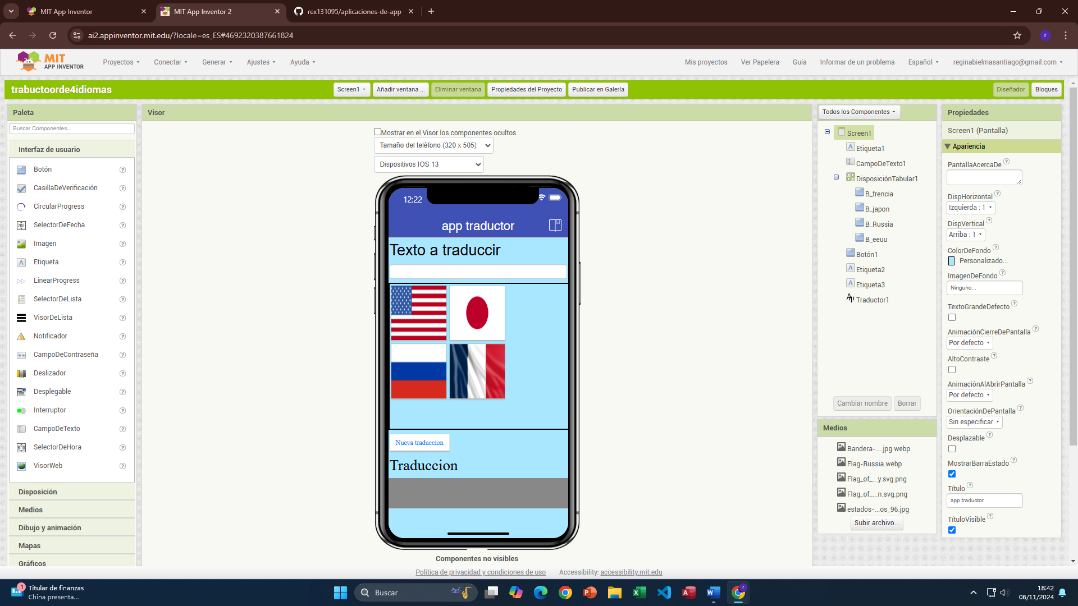 MIT App Inventor
MIT App Inventor 2
rcx131095/aplicaciones-de-app
ai2.appinventor.mit.edu/?locale=es_ES#4692320387661824
MIT
APP INVENTOR
Proyectos
Conectar
Generar
Ajustes
Ayuda
Mis proyectos
Ver Papelera
Guía
Informar de un problema
Español
reginabielmasantiago@gmail.com
trabuctoorde4idiomas
Screen1
Añadir ventana ...
Eliminar ventana
Propiedades del Proyecto
Publicar en Galería
Diseñador
Bloques
Paleta
Buscar Componentes...
Interfaz de usuario
Botón
CasillaDeVerificación
CircularProgress
SelectorDeFecha
Imagen
Etiqueta
LinearProgress
SelectorDeLista
VisorDeLista
Notificador
CampoDeContraseña
Deslizador
Desplegable
Interruptor
CampoDeTexto
SelectorDeHora
VisorWeb
Disposición
Medios
Dibujo y animación
Mapas
Gráficos
Visor
Mostrar en el Visor los componentes ocultos
Tamaño del teléfono (320 x 505)
Dispositivos IOS 13
12:22
app traductor
Texto a traduccir
Nueva traduccion
Traduccion
Componentes no visibles
Todos los Componentes
Screen1
Etiqueta1
CampoDeTexto1
DisposiciónTabular1
B_frencia
B_japon
B_Russia
B_eeuu
Botón1
Etiqueta2
Etiqueta3
Traductor1
Cambiar nombre
Borrar
Medios
Bandera-....jpg.webp
Flag-Russia.webp
Flag_of_...y.svg.png
Flag_of_...n.svg.png
estados-...os_96.jpg
Subir archivo...
Propiedades
Screen1 (Pantalla)
Apariencia
PantallaAcercaDe
DispHorizontal
Izquierda : 1
DispVertical
Arriba : 1
ColorDeFondo
Personalizado...
ImagenDeFondo
Ninguno...
TextoGrandeDefecto
AnimaciónCierreDePantalla
Por defecto
AltoContraste
AnimaciónAlAbrirPantalla
Por defecto
OrientaciónDePantalla
Sin especificar
Desplazable
MostrarBarraEstado
Título
app traductor
TítuloVisible
Política de privacidad y condiciones de uso
Accessibility: accessibility.mit.edu
Titular de finanzas
China presenta...
Buscar
18:42
06/11/2024